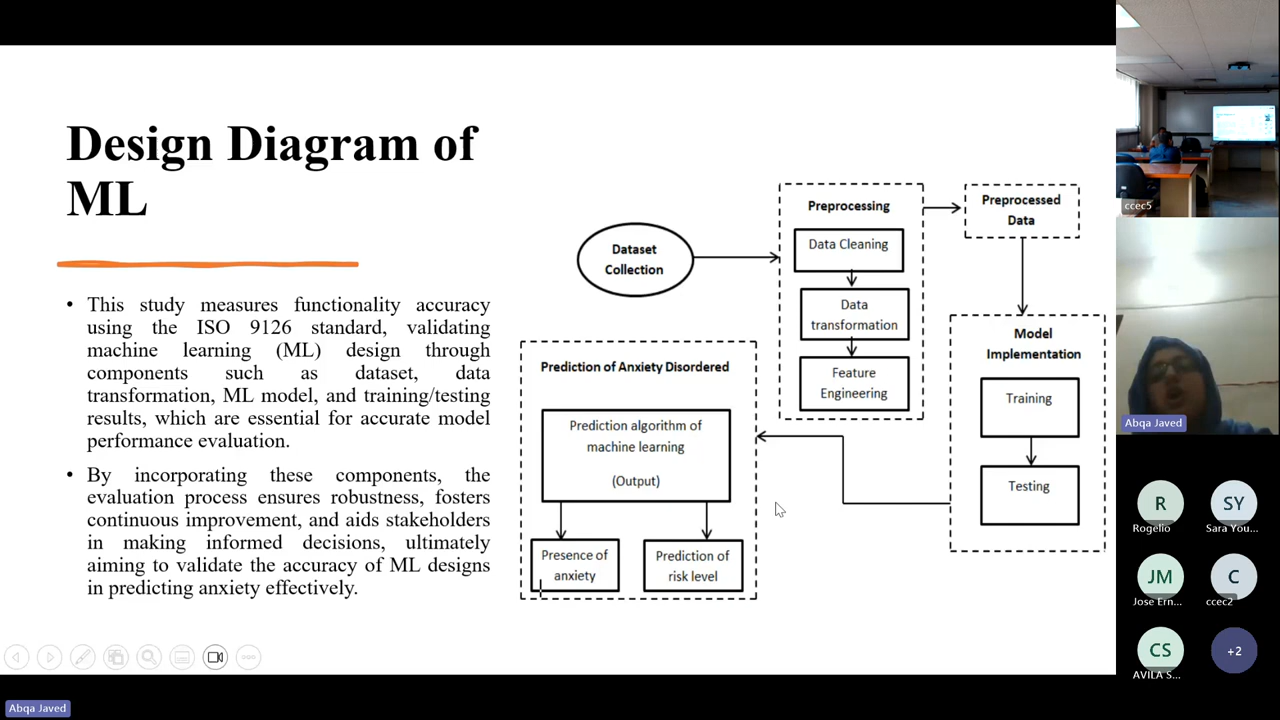 Design Diagram of
ML
• This study measures functionality accuracy
using the ISO 9126 standard, validating
machine learning (ML) design through
components such as dataset, data
transformation, ML model, and training/testing
results, which are essential for accurate model
performance evaluation.
• By incorporating these components, the
evaluation process ensures robustness, fosters
continuous improvement, and aids stakeholders
in making informed decisions, ultimately
aiming to validate the accuracy of ML designs
in predicting anxiety effectively.
Dataset
Collection
Preprocessing
Data Cleaning
Data
transformation
Feature
Engineering
Preprocessed
Data
Model
Implementation
Training
Testing
Prediction of Anxiety Disordered
Prediction algorithm of
machine learning
(Output)
Presence of
anxiety
Prediction of
risk level
ccec5
Abqa Javed
R
Rogelio
SY
Sara You...
JM
Jose Ern...
C
ccec2
CS
AVILA S...
+2
Abqa Javed